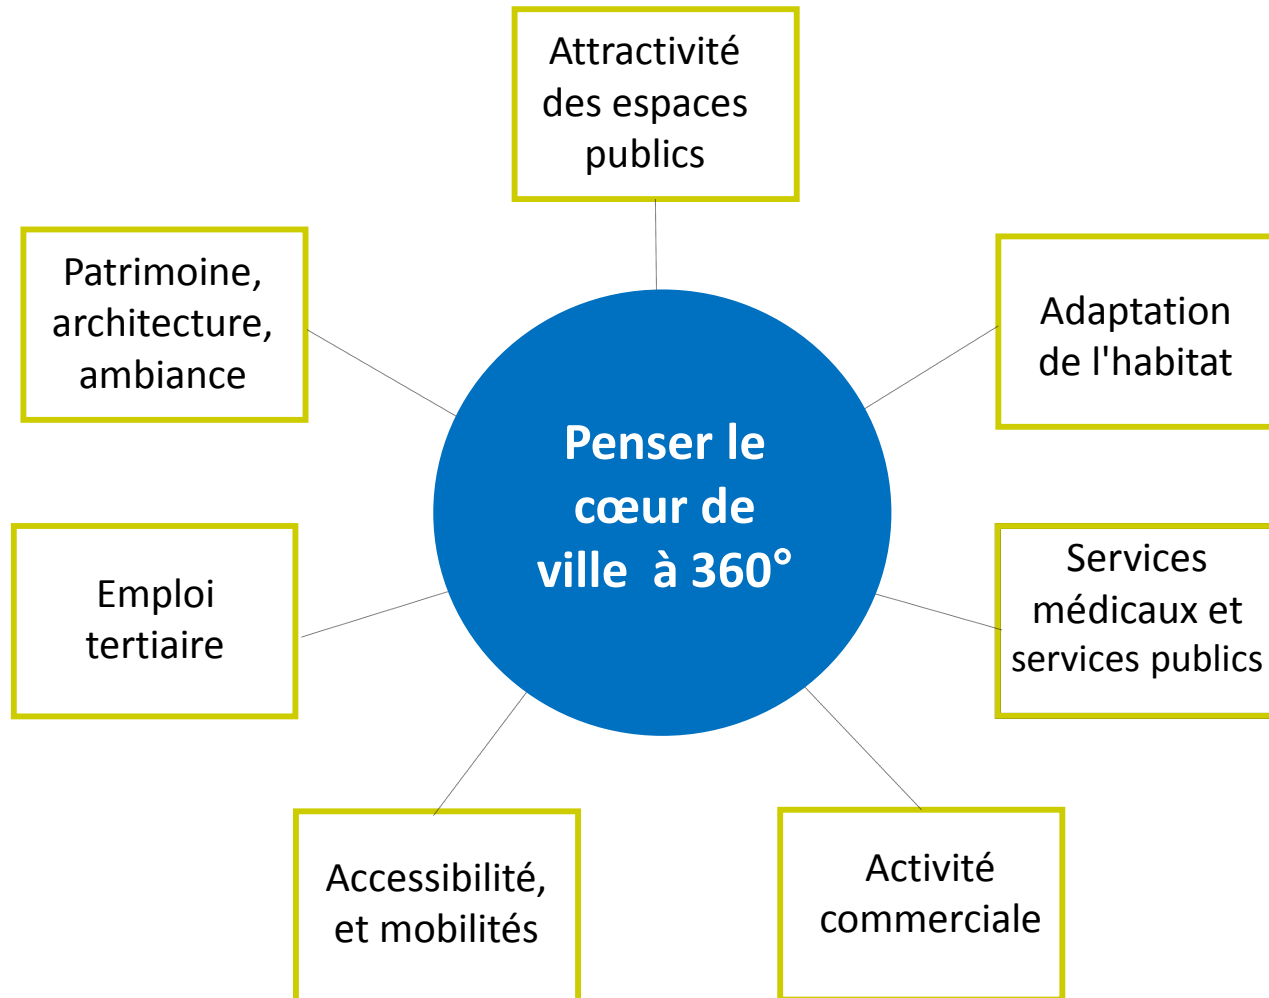 Attractivité
des espaces
publics
Patrimoine,
architecture,
ambiance
Adaptation
de l'habitat
Penser le
cœur de
ville  à 360°
Emploi
tertiaire
Services
médicaux et
services publics
Accessibilité,
et mobilités
Activité
commerciale